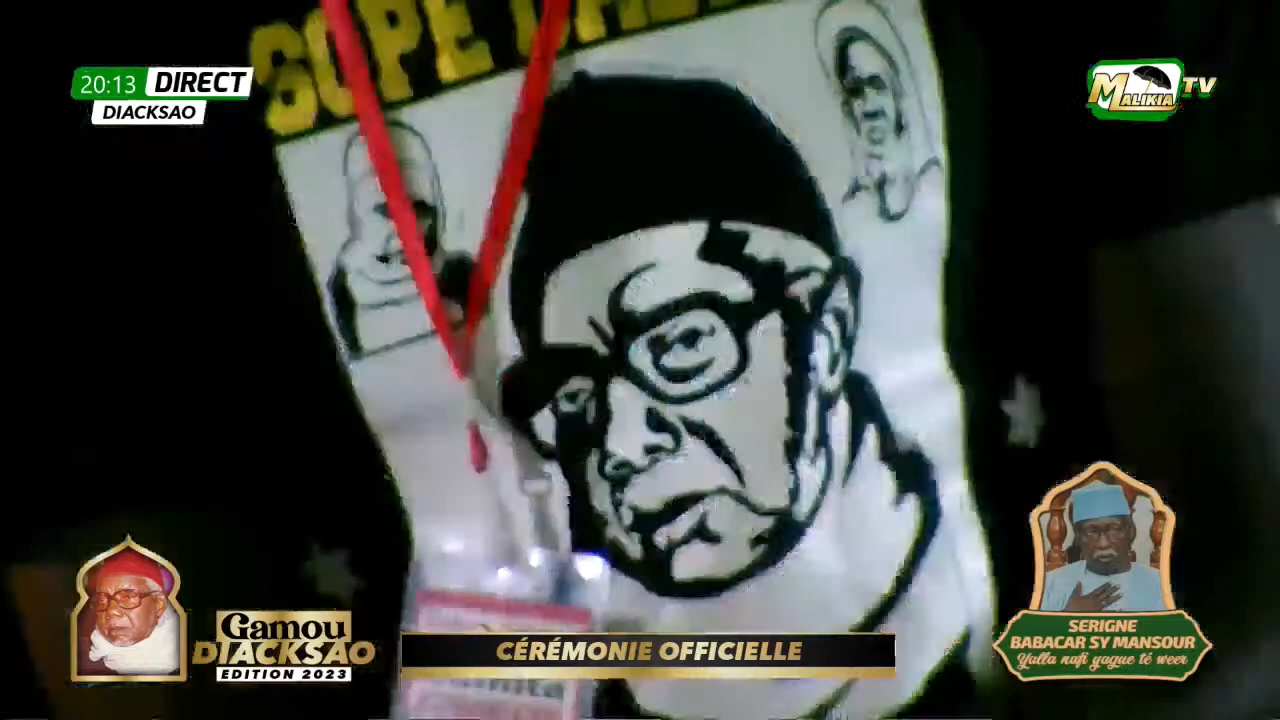 SOPE
20:13 DIRECT
DIACKSAO
MALIKIA TV
Gamou
DIACKSAO
EDITION 2023
CÉRÉMONIE OFFICIELLE
SERIGNE
BABACAR SY MANSOUR
Yalla nafi yague té weer